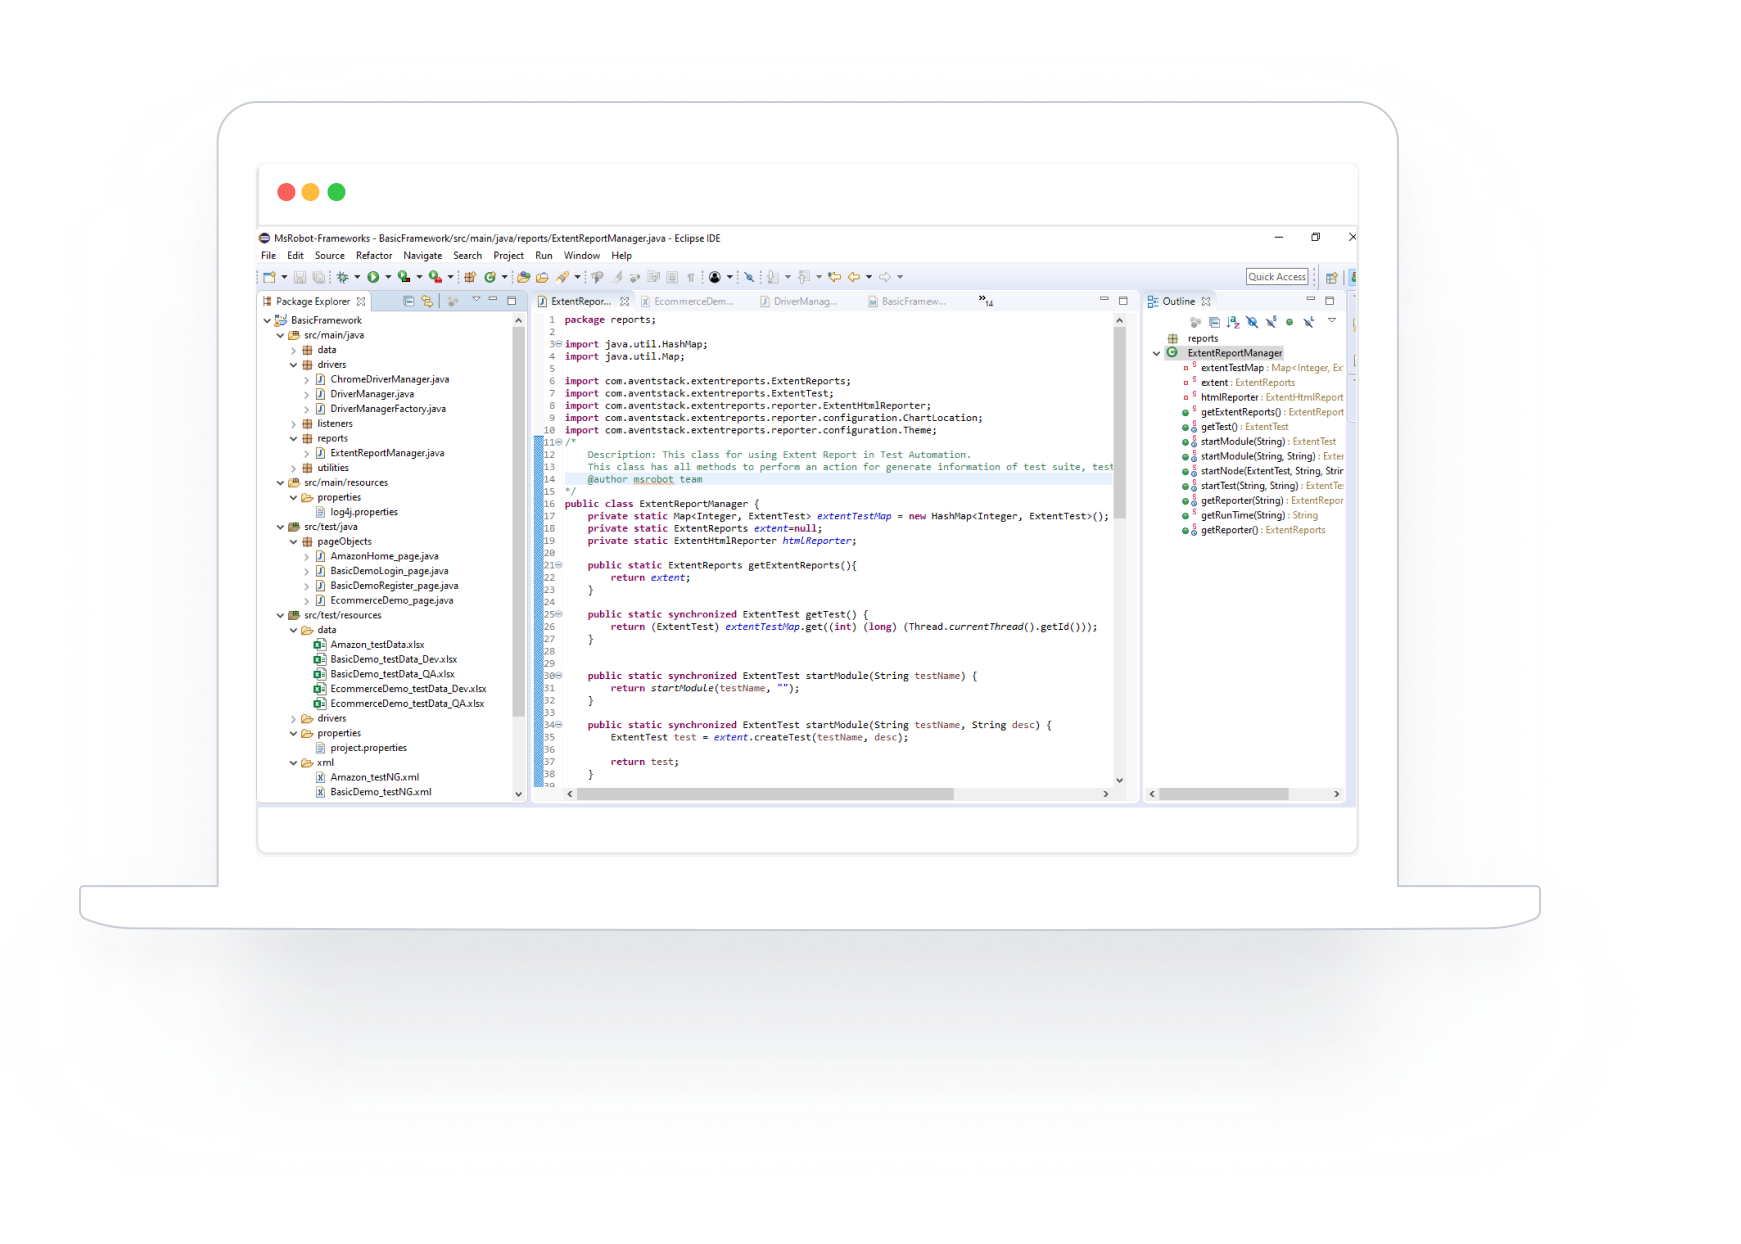 MsRobot-Frameworks - BasicFramework/src/main/java/reports/ExtentReportManager.java - Eclipse IDE
File Edit Source Refactor Navigate Search Project Run Window Help
Quick Access
Package Explorer
BasicFramework
src/main/java
data
drivers
ChromeDriverManager.java
DriverManager.java
DriverManagerFactory.java
listeners
reports
ExtentReportManager.java
utilities
src/main/resources
properties
log4j.properties
src/test/java
pageObjects
AmazonHome_page.java
BasicDemoLogin_page.java
BasicDemoRegister_page.java
EcommerceDemo_page.java
src/test/resources
data
Amazon_testData.xlsx
BasicDemo_testData_Dev.xlsx
BasicDemo_testData_QA.xlsx
EcommerceDemo_testData_Dev.xlsx
EcommerceDemo_testData_QA.xlsx
drivers
properties
project.properties
xml
Amazon_testNG.xml
BasicDemo_testNG.xml
ExtentRepor... EcommerceDem... DriverManag... BasicFramew... »14
1 package reports;
2
3 import java.util.HashMap;
4 import java.util.Map;
5
6 import com.aventstack.extentreports.ExtentReports;
7 import com.aventstack.extentreports.ExtentTest;
8 import com.aventstack.extentreports.reporter.ExtentHtmlReporter;
9 import com.aventstack.extentreports.reporter.configuration.ChartLocation;
10 import com.aventstack.extentreports.reporter.configuration.Theme;
11 /*
12 Description: This class for using Extent Report in Test Automation.
13 This class has all methods to perform an action for generate information of test suite, test
14 @author msrobot team
15 */
16 public class ExtentReportManager {
17 private static Map<Integer, ExtentTest> extentTestMap = new HashMap<Integer, ExtentTest>();
18 private static ExtentReports extent=null;
19 private static ExtentHtmlReporter htmlReporter;
20
21 public static ExtentReports getExtentReports(){
22 return extent;
23 }
24
25 public static synchronized ExtentTest getTest() {
26 return (ExtentTest) extentTestMap.get((int) (long) (Thread.currentThread().getId()));
27 }
28
29
30 public static synchronized ExtentTest startModule(String testName) {
31 return startModule(testName, "");
32 }
33
34 public static synchronized ExtentTest startModule(String testName, String desc) {
35 ExtentTest test = extent.createTest(testName, desc);
36
37 return test;
38 }
39
Outline
reports
ExtentReportManager
extentTestMap : Map<Integer, Ex
extent : ExtentReports
htmlReporter : ExtentHtmlReport
getExtentReports() : ExtentReport
getTest() : ExtentTest
startModule(String) : ExtentTest
startModule(String, String) : Exte
startNode(ExtentTest, String, Strir
startTest(String, String) : ExtentTe
getReporter(String) : ExtentRepor
getRunTime(String) : String
getReporter() : ExtentReports